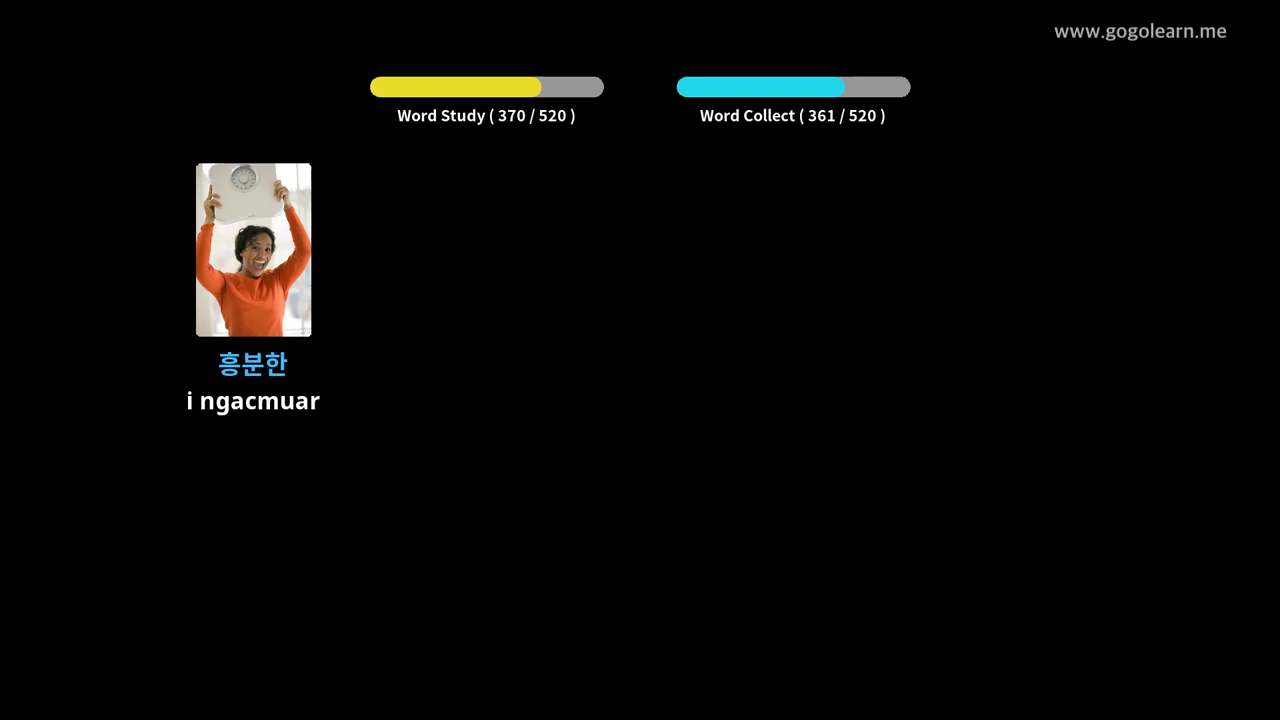 www.gogolearn.me
Word Study ( 370 / 520 )
Word Collect ( 361 / 520 )
흥분한
i ngacmuar